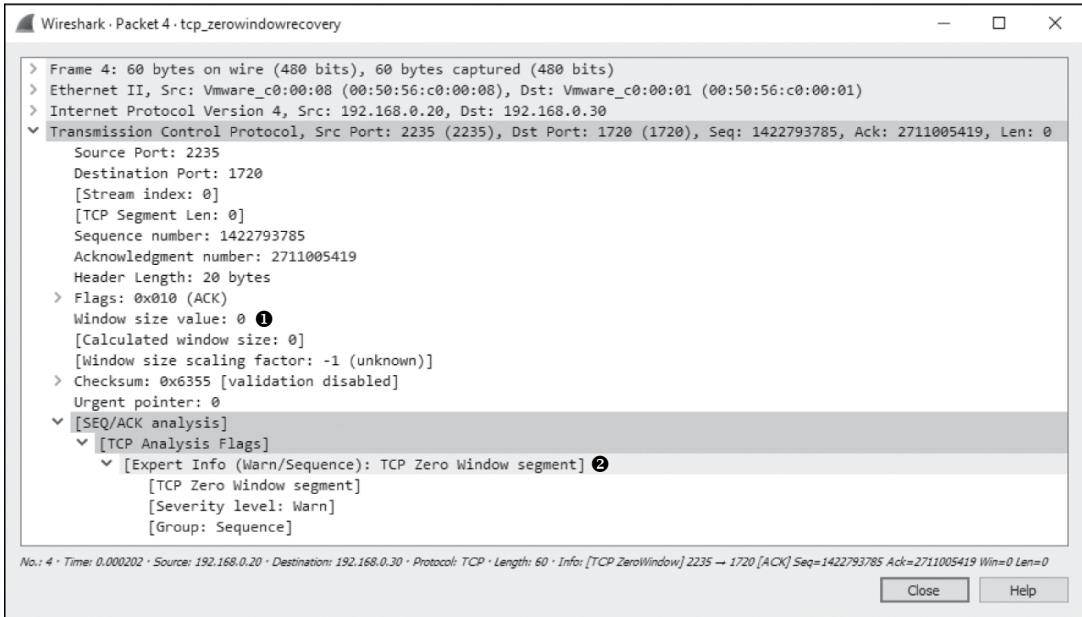 Wireshark · Packet 4 · tcp_zerowindowrecovery
> Frame 4: 60 bytes on wire (480 bits), 60 bytes captured (480 bits)
> Ethernet II, Src: Vmware_c0:00:08 (00:50:56:c0:00:08), Dst: Vmware_c0:00:01 (00:50:56:c0:00:01)
> Internet Protocol Version 4, Src: 192.168.0.20, Dst: 192.168.0.30
Transmission Control Protocol, Src Port: 2235 (2235), Dst Port: 1720 (1720), Seq: 1422793785, Ack: 2711005419, Len: 0
Source Port: 2235
Destination Port: 1720
[Stream index: 0]
[TCP Segment Len: 0]
Sequence number: 1422793785
Acknowledgment number: 2711005419
Header Length: 20 bytes
> Flags: 0x010 (ACK)
Window size value: 0 ❶
[Calculated window size: 0]
[Window size scaling factor: -1 (unknown)]
> Checksum: 0x6355 [validation disabled]
Urgent pointer: 0
[SEQ/ACK analysis]
[TCP Analysis Flags]
[Expert Info (Warn/Sequence): TCP Zero Window segment] ❷
[TCP Zero Window segment]
[Severity level: Warn]
[Group: Sequence]
No.: 4 · Time: 0.000202 · Source: 192.168.0.20 · Destination: 192.168.0.30 · Protocol: TCP · Length: 60 · Info: [TCP ZeroWindow] 2235 → 1720 [ACK] Seq=1422793785 Ack=2711005419 Win=0 Len=0
Close Help